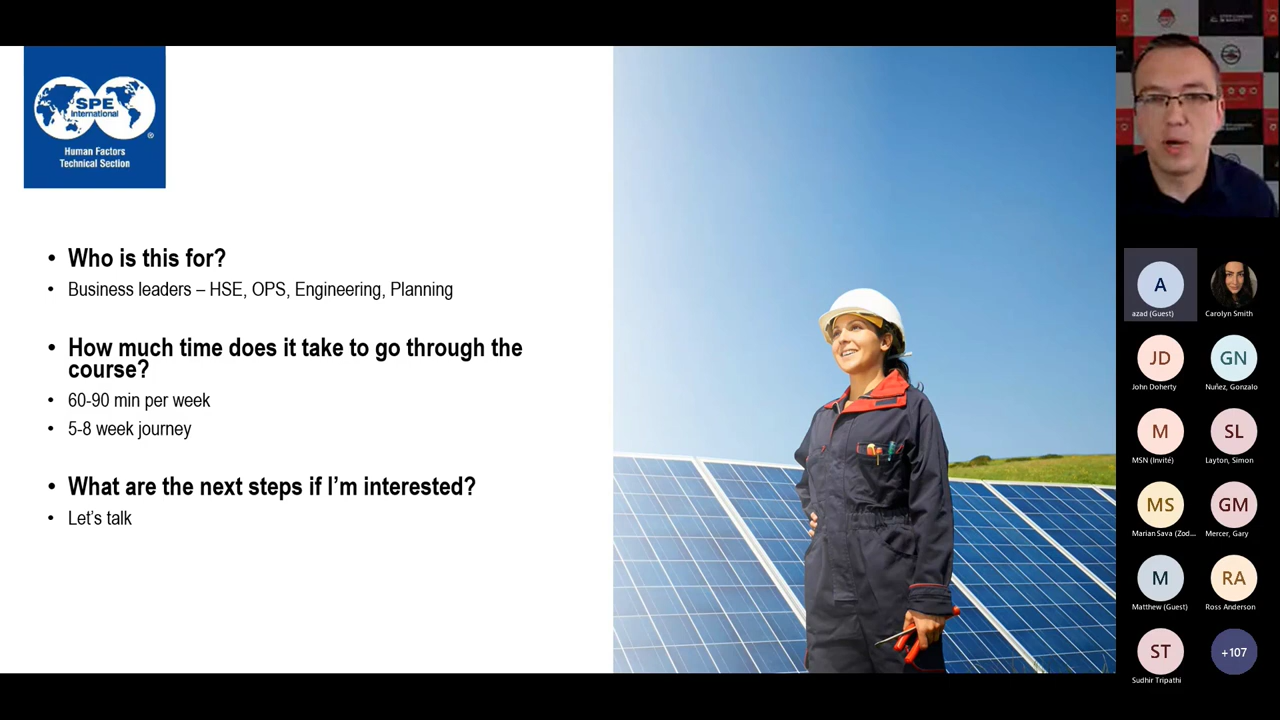 SPE
International
®
Human Factors
Technical Section
• Who is this for?
• Business leaders – HSE, OPS, Engineering, Planning
• How much time does it take to go through the
course?
• 60-90 min per week
• 5-8 week journey
• What are the next steps if I’m interested?
• Let’s talk
A
azad (Guest)
Carolyn Smith
JD
John Doherty
GN
Nuñez, Gonzalo
M
MSN (Invité)
SL
Layton, Simon
MS
Marian Sava (Zod...
GM
Mercer, Gary
M
Matthew (Guest)
RA
Ross Anderson
ST
Sudhir Tripathi
+107